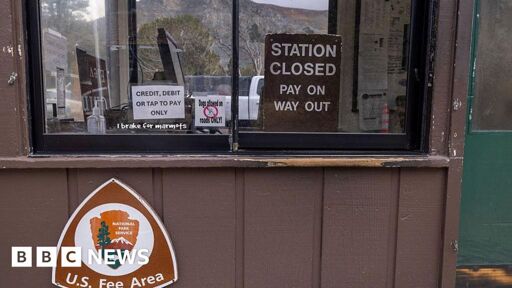 STATION
CLOSED
PAY ON
WAY OUT
CREDIT, DEBIT
OR TAP TO PAY
ONLY
Dogs allowed on
roads ONLY!
I brake for marmots
NATIONAL
PARK
SERVICE
U.S. Fee Area
BBC NEWS